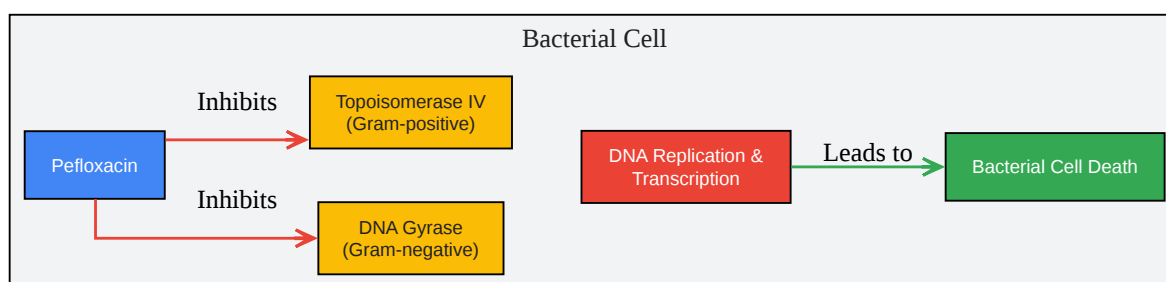 Bacterial Cell
Inhibits
Topoisomerase IV
(Gram-positive)
Pefloxacin
DNA Replication &
Transcription
Leads to
Bacterial Cell Death
Inhibits
DNA Gyrase
(Gram-negative)